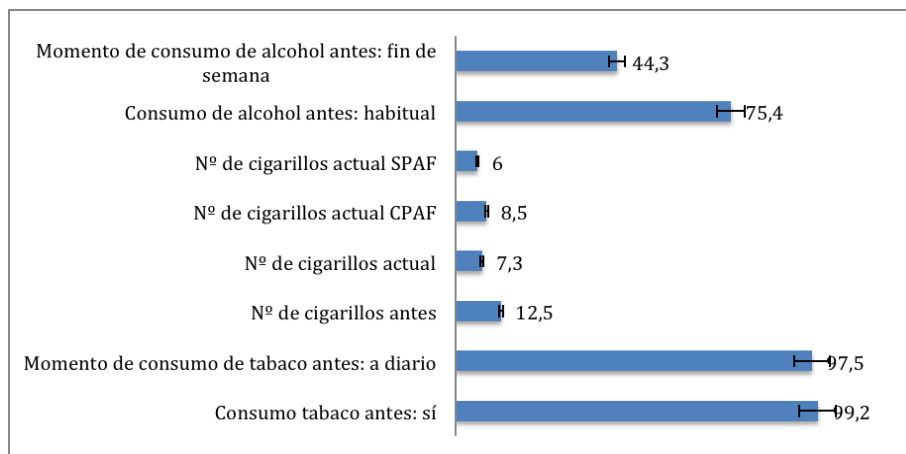 Momento de consumo de alcohol antes: fin de
semana
44,3
Consumo de alcohol antes: habitual
75,4
Nº de cigarillos actual SPAF
6
Nº de cigarillos actual CPAF
8,5
Nº de cigarillos actual
7,3
Nº de cigarillos antes
12,5
Momento de consumo de tabaco antes: a diario
97,5
Consumo tabaco antes: sí
99,2